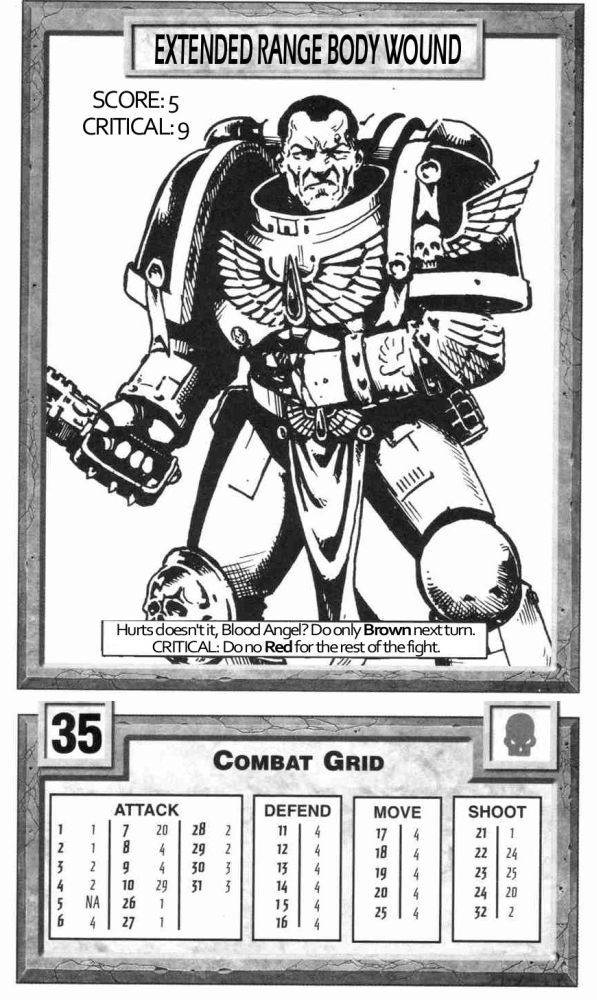 EXTENDED RANGE BODY WOUND
SCORE: 5
CRITICAL: 9
Hurts doesn't it, Blood Angel? Do only Brown next turn.
CRITICAL: Do no Red for the rest of the fight.
35
COMBAT GRID
ATTACK DEFEND MOVE SHOOT
1 1 7 20 28 2 11 4 17 4 21 1
2 1 8 4 29 2 12 4 18 4 22 24
3 2 9 4 30 3 13 4 19 4 23 25
4 2 10 29 31 3 14 4 20 4 24 20
5 NA 26 1 15 4 25 4 32 2
6 4 27 1 16 4